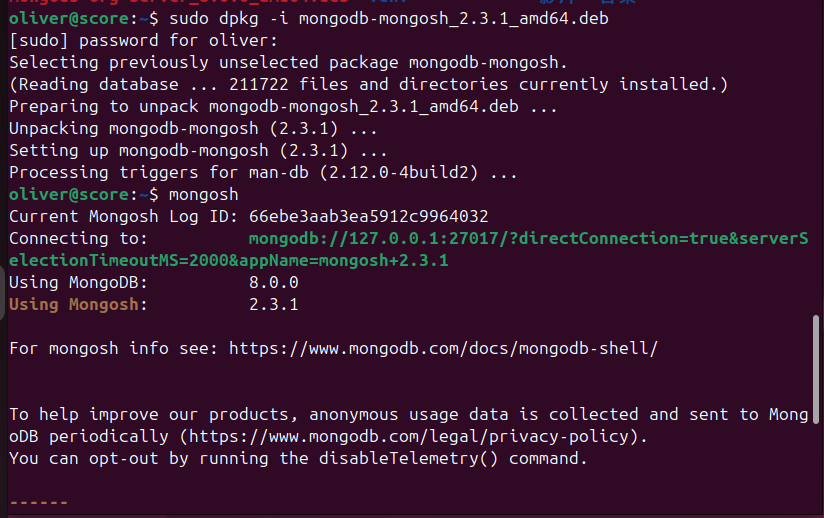 oliver@score:~$ sudo dpkg -i mongodb-mongosh_2.3.1_amd64.deb
[sudo] password for oliver:
Selecting previously unselected package mongodb-mongosh.
(Reading database ... 211722 files and directories currently installed.)
Preparing to unpack mongodb-mongosh_2.3.1_amd64.deb ...
Unpacking mongodb-mongosh (2.3.1) ...
Setting up mongodb-mongosh (2.3.1) ...
Processing triggers for man-db (2.12.0-4build2) ...
oliver@score:~$ mongosh
Current Mongosh Log ID: 66ebe3aab3ea5912c9964032
Connecting to:          mongodb://127.0.0.1:27017/?directConnection=true&serverS
electionTimeoutMS=2000&appName=mongosh+2.3.1
Using MongoDB:          8.0.0
Using Mongosh:          2.3.1
For mongosh info see: https://www.mongodb.com/docs/mongodb-shell/
To help improve our products, anonymous usage data is collected and sent to Mong
oDB periodically (https://www.mongodb.com/legal/privacy-policy).
You can opt-out by running the disableTelemetry() command.
------